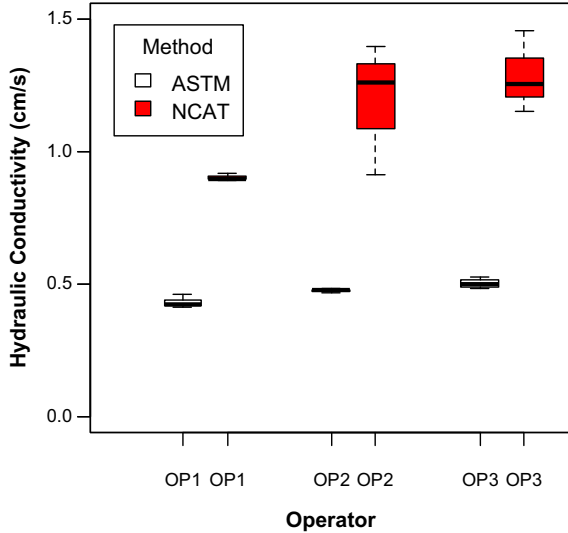 Hydraulic Conductivity (cm/s)
1.5
1.0
0.5
0.0
Method
ASTM
NCAT
OP1 OP1 OP2 OP2 OP3 OP3
Operator